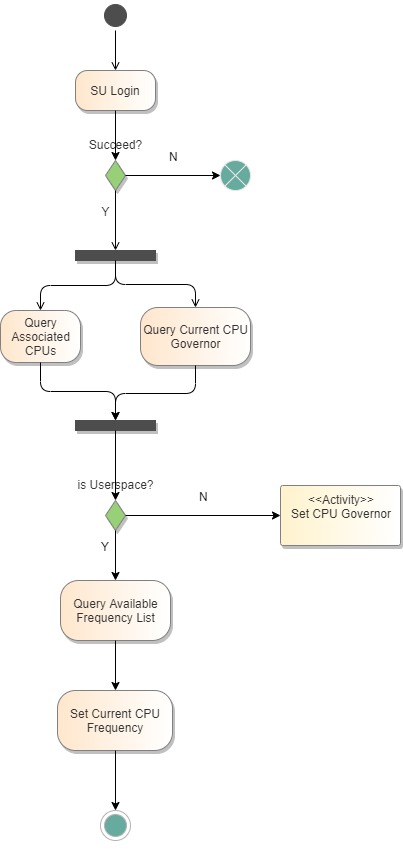 SU Login
Succeed?
N
Y
Query
Associated
CPUs
Query Current CPU
Governor
is Userspace?
N
<<Activity>>
Set CPU Governor
Y
Query Available
Frequency List
Set Current CPU
Frequency